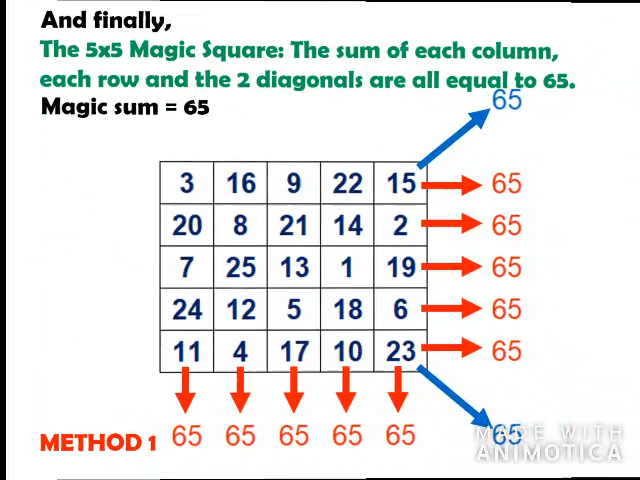 And finally,
The 5x5 Magic Square: The sum of each column,
each row and the 2 diagonals are all equal to 65.
Magic sum = 65
65
3 16 9 22 15 65
20 8 21 14 2 65
7 25 13 1 19 65
24 12 5 18 6 65
11 4 17 10 23 65
METHOD 1 65 65 65 65 65 65
MADE WITH
ANIMOTICA